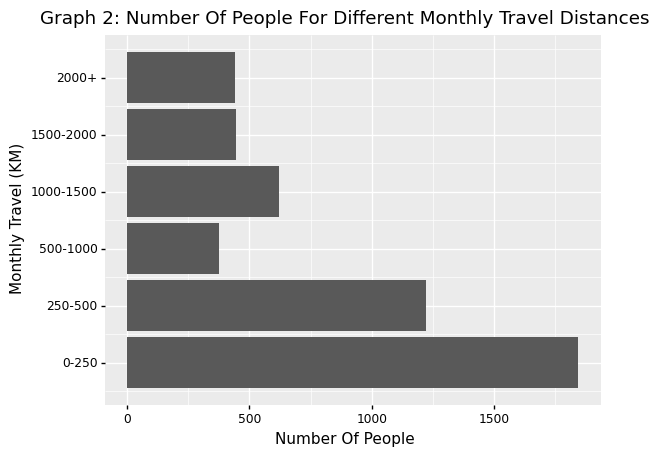 Graph 2: Number Of People For Different Monthly Travel Distances
Monthly Travel (KM)
2000+
1500-2000
1000-1500
500-1000
250-500
0-250
0 500 1000 1500
Number Of People